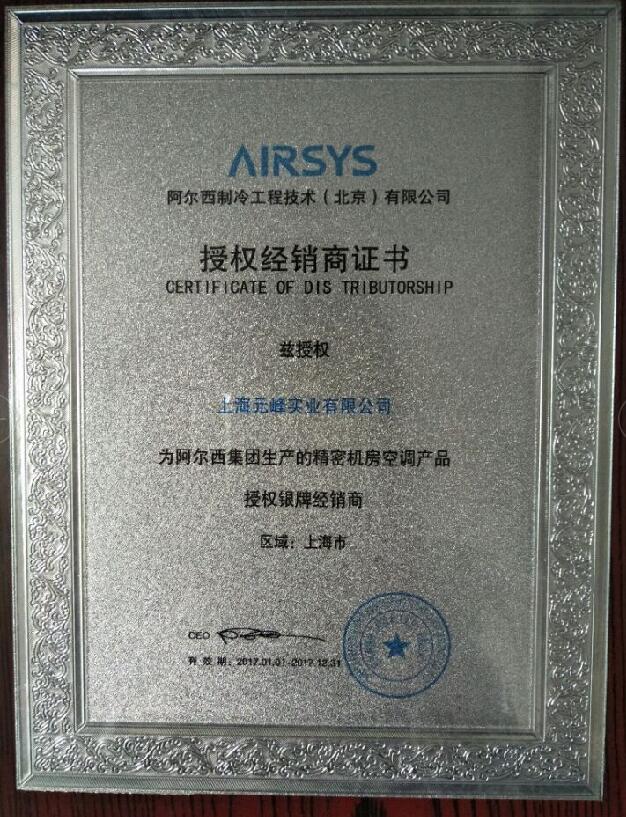 AIRSYS
阿尔西制冷工程技术（北京）有限公司
授权经销商证书
CERTIFICATE OF DIS TRIBUTORSHIP
兹授权
上海元峰实业有限公司
为阿尔西集团生产的精密机房空调产品
授权银牌经销商
区域：上海市
CEO
有 效 期：2017.01.01-2017.12.31